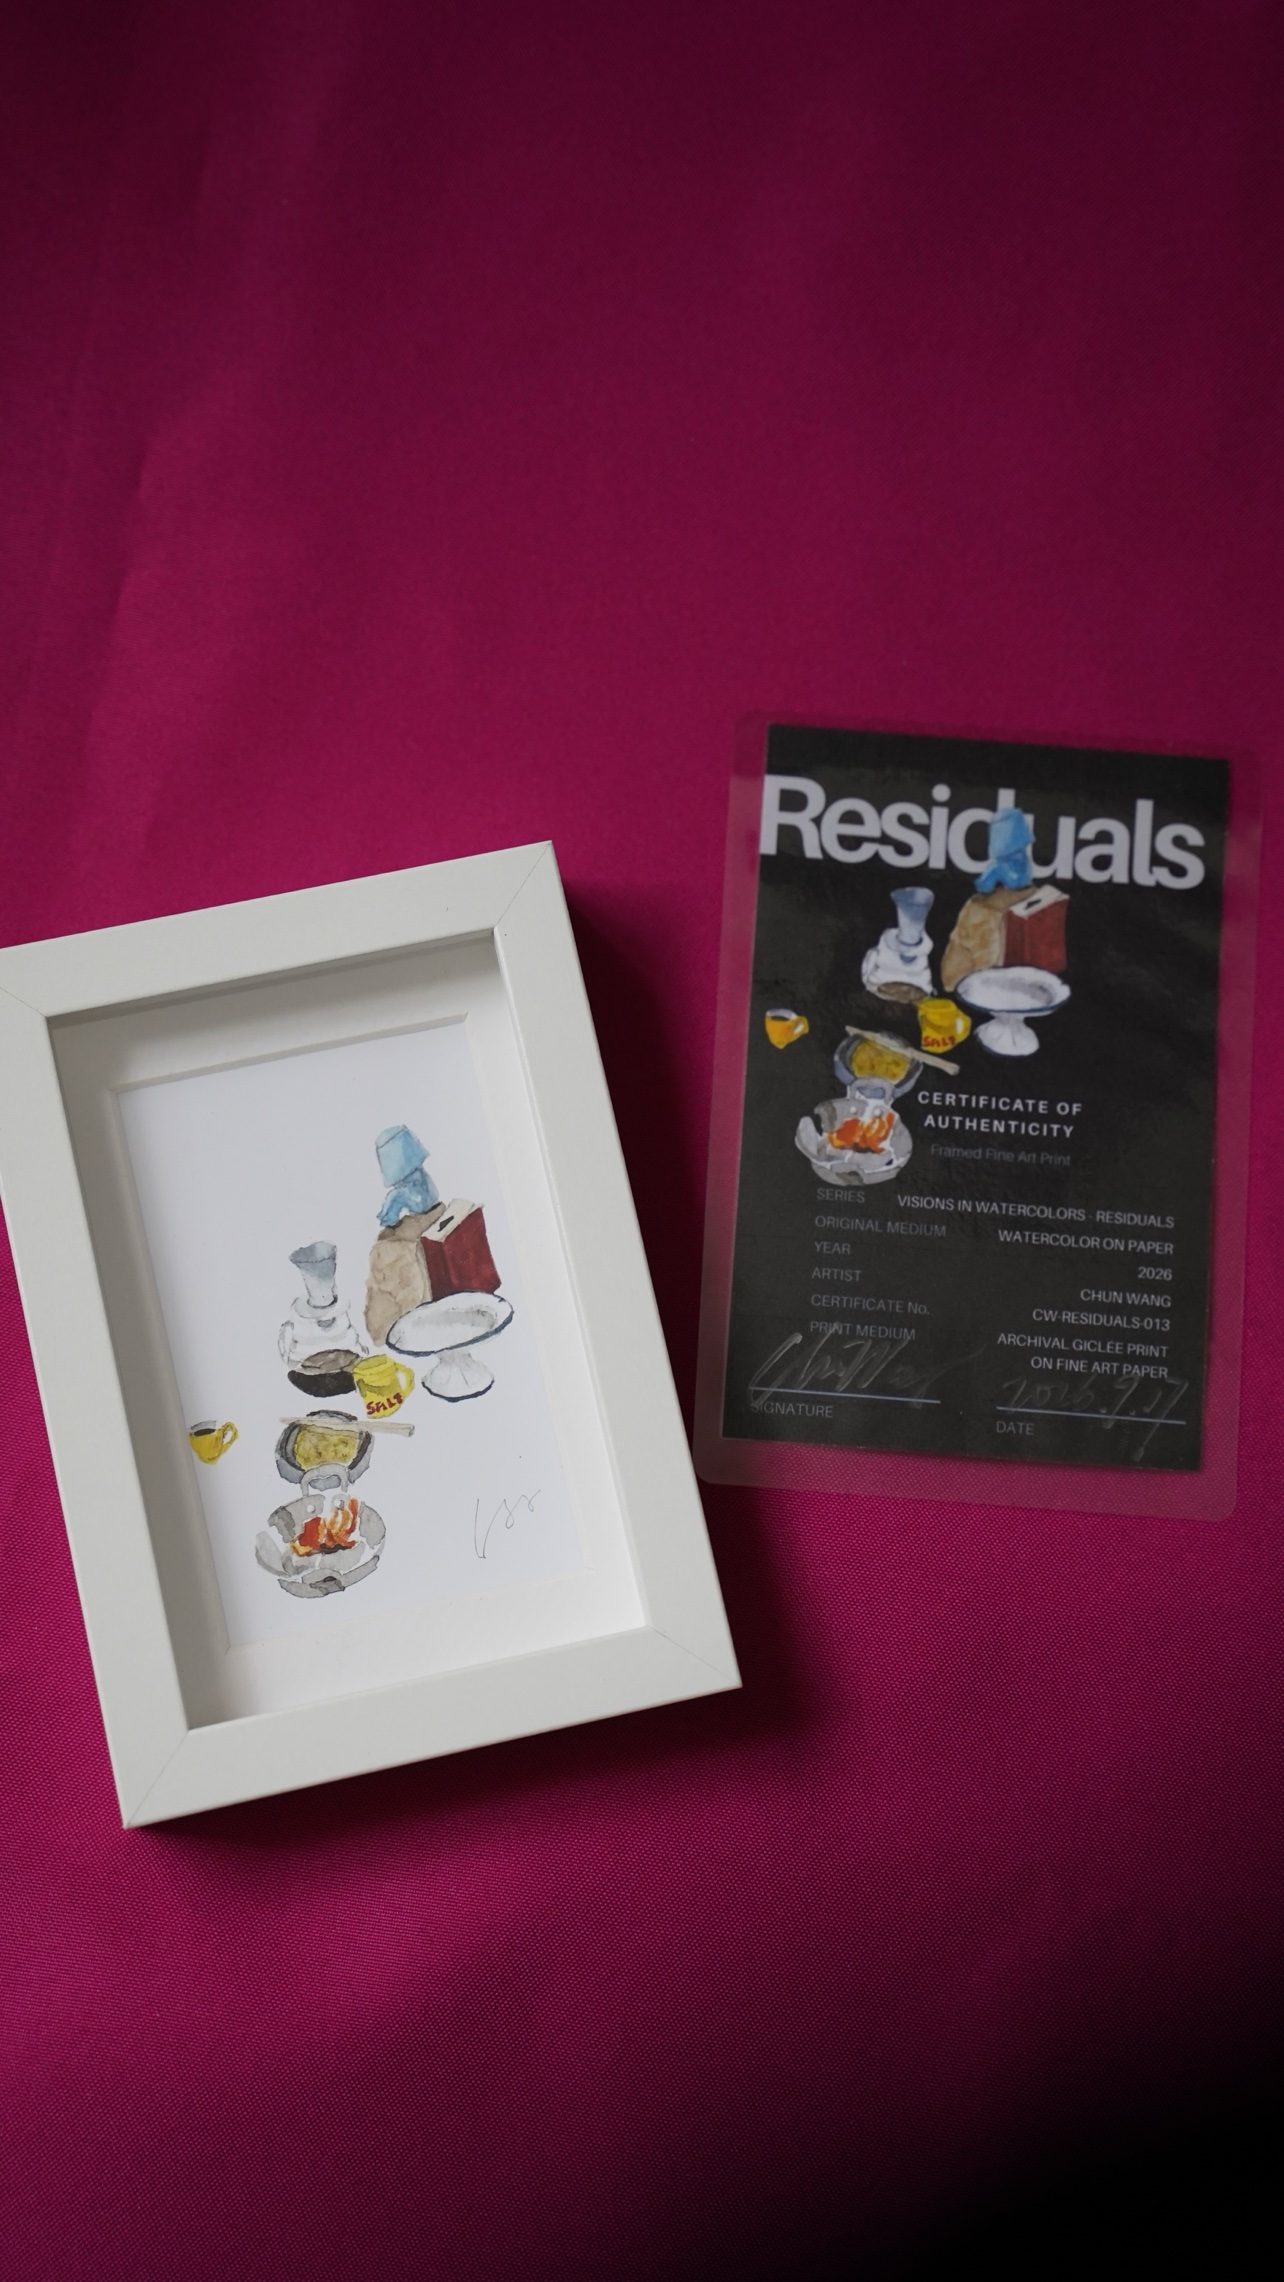 SALT
Residuals
SALT
CERTIFICATE OF
AUTHENTICITY
Framed Fine Art Print
SERIES VISIONS IN WATERCOLORS - RESIDUALS
ORIGINAL MEDIUM WATERCOLOR ON PAPER
YEAR 2026
ARTIST CHUN WANG
CERTIFICATE No. CW-RESIDUALS-013
PRINT MEDIUM ARCHIVAL GICLÉE PRINT
ON FINE ART PAPER
SIGNATURE
DATE